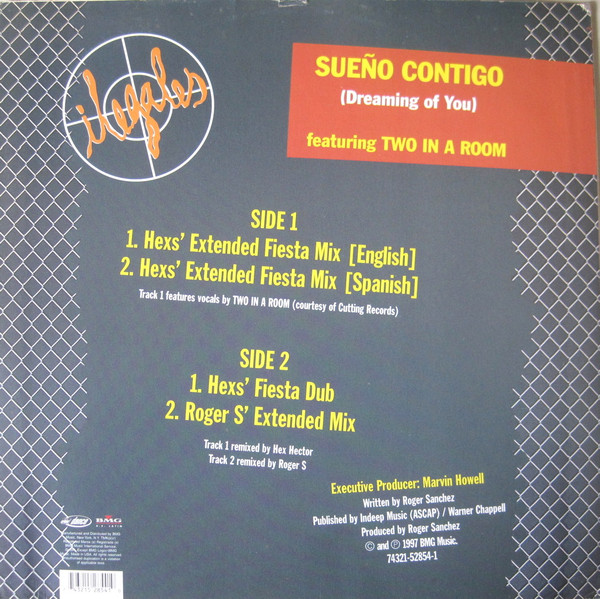 ilegales
SUEÑO CONTIGO
(Dreaming of You)
featuring TWO IN A ROOM
SIDE 1
1. Hexs' Extended Fiesta Mix [English]
2. Hexs' Extended Fiesta Mix [Spanish]
Track 1 features vocals by TWO IN A ROOM (courtesy of Cutting Records)
SIDE 2
1. Hexs' Fiesta Dub
2. Roger S' Extended Mix
Track 1 remixed by Hex Hector
Track 2 remixed by Roger S
Executive Producer: Marvin Howell
Written by Roger Sanchez
Published by Indeep Music (ASCAP) / Warner Chappell
Produced by Roger Sanchez
© and ℗ 1997 BMG Music.
74321-52854-1
BMG
U.S. LATIN